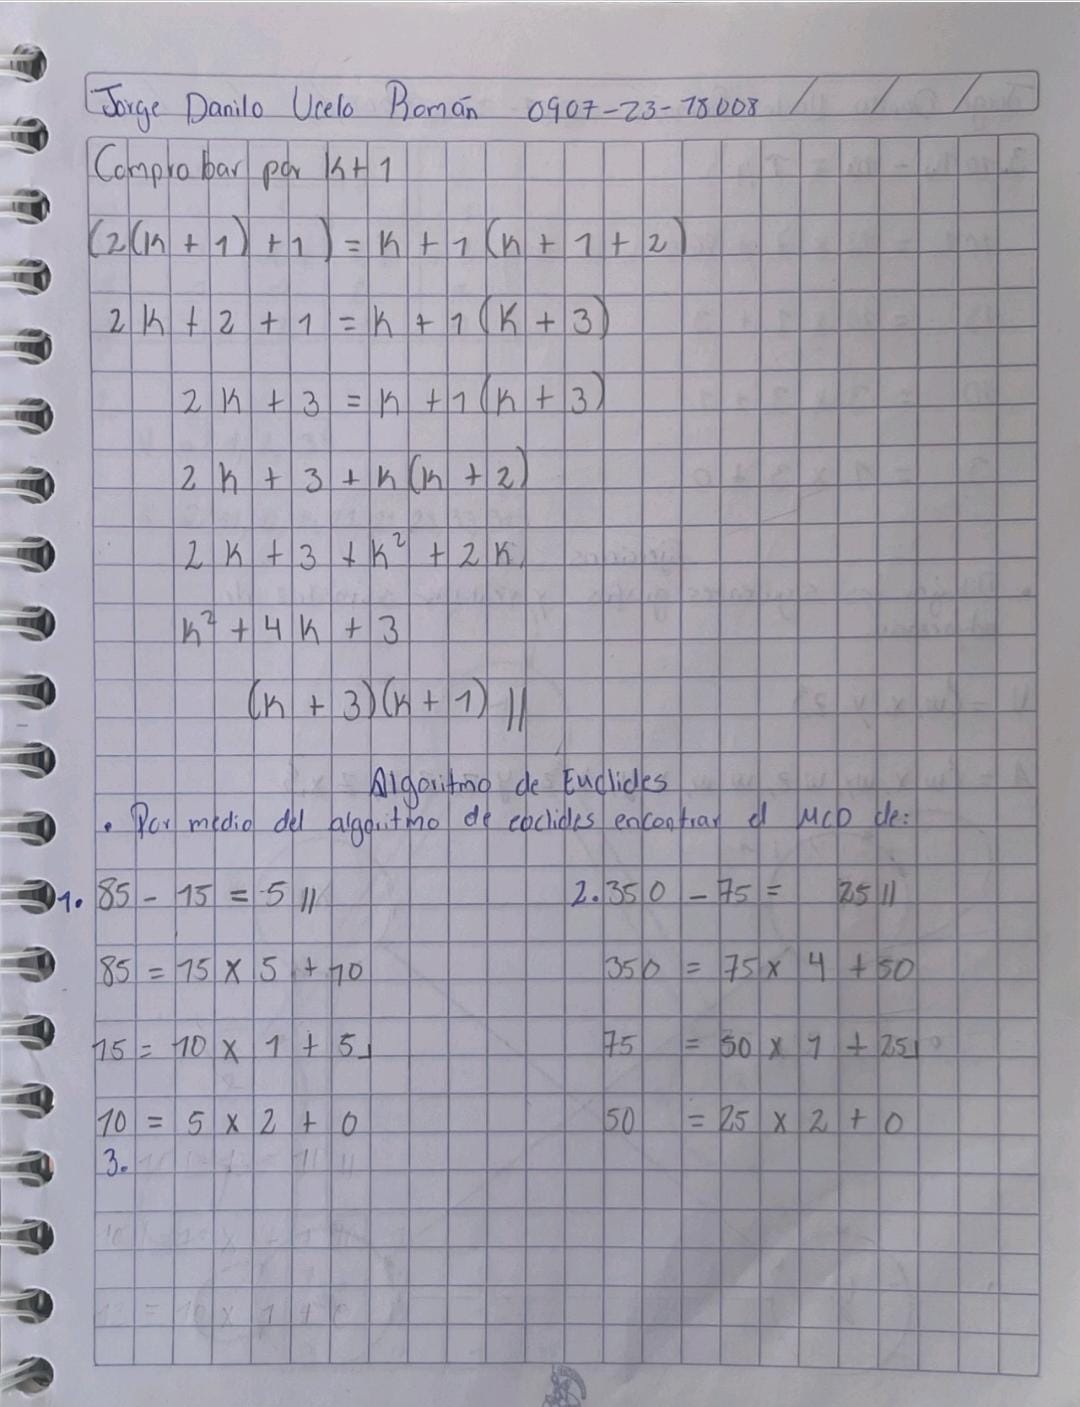 Jorge Danilo Ucelo Román 0907-23-18008 / / /
Comprobar por K+1
(2(K + 1) + 1) = K + 1 (K + 1 + 2)
2K + 2 + 1 = K + 1 (K + 3)
2K + 3 = K + 1 (K + 3)
2K + 3 + K(K + 2)
2K + 3 + K² + 2K
K² + 4K + 3
(K + 3)(K + 1) //
Algoritmo de Euclides
• Por medio del algoritmo de euclides encontrar el MCD de:
1. 85 - 15 = 5 //
85 = 15 x 5 + 10
15 = 10 x 1 + 5
10 = 5 x 2 + 0
2. 350 - 75 = 25 //
350 = 75 x 4 + 50
75 = 50 x 1 + 25
50 = 25 x 2 + 0
3.